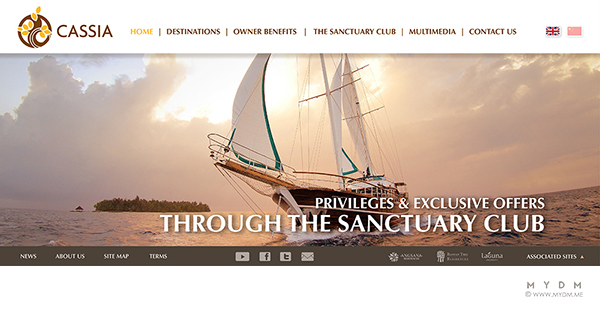 CASSIA
HOME | DESTINATIONS | OWNER BENEFITS | THE SANCTUARY CLUB | MULTIMEDIA | CONTACT US
PRIVILEGES & EXCLUSIVE OFFERS
THROUGH THE SANCTUARY CLUB
NEWS ABOUT US SITE MAP TERMS ANGSANA Laguna ASSOCIATED SITES
MYDM
© WWW.MYDM.ME